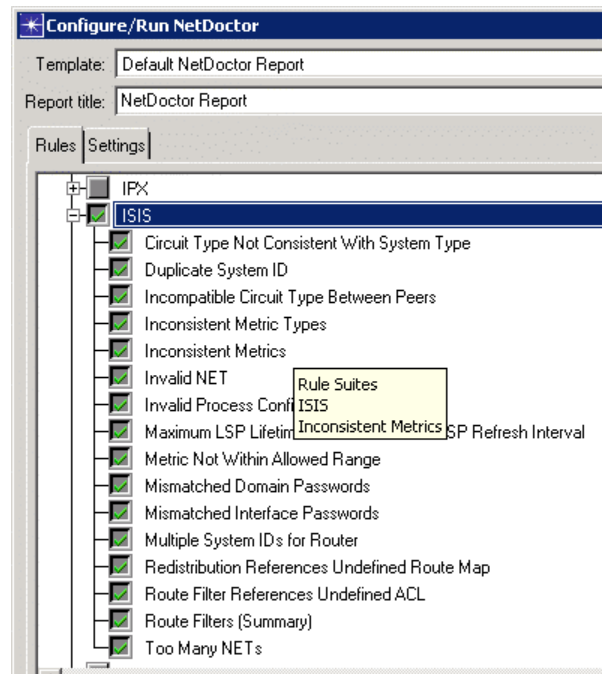 Configure/Run NetDoctor
Template: Default NetDoctor Report
Report title: NetDoctor Report
Rules Settings
IPX
ISIS
Circuit Type Not Consistent With System Type
Duplicate System ID
Incompatible Circuit Type Between Peers
Inconsistent Metric Types
Inconsistent Metrics
Invalid NET
Rule Suites
Invalid Process Confi
ISIS
Maximum LSP Lifetim
Inconsistent Metrics
SP Refresh Interval
Metric Not Within Allowed Range
Mismatched Domain Passwords
Mismatched Interface Passwords
Multiple System IDs for Router
Redistribution References Undefined Route Map
Route Filter References Undefined ACL
Route Filters (Summary)
Too Many NETs